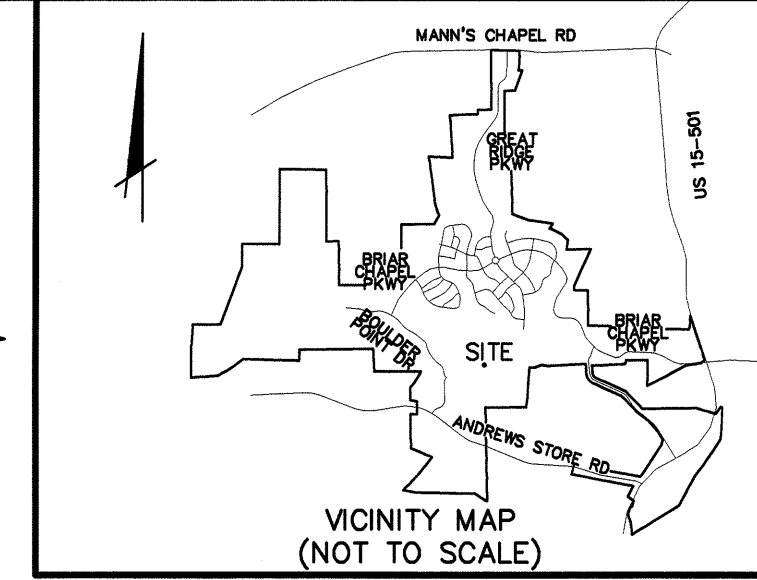 MANN'S CHAPEL RD
US 15-501
GREAT
RIDGE
PKWY
BRIAR
CHAPEL
PKWY
BOULDER
POINT DR
BRIAR
CHAPEL
PKWY
SITE
ANDREWS STORE RD
VICINITY MAP
(NOT TO SCALE)